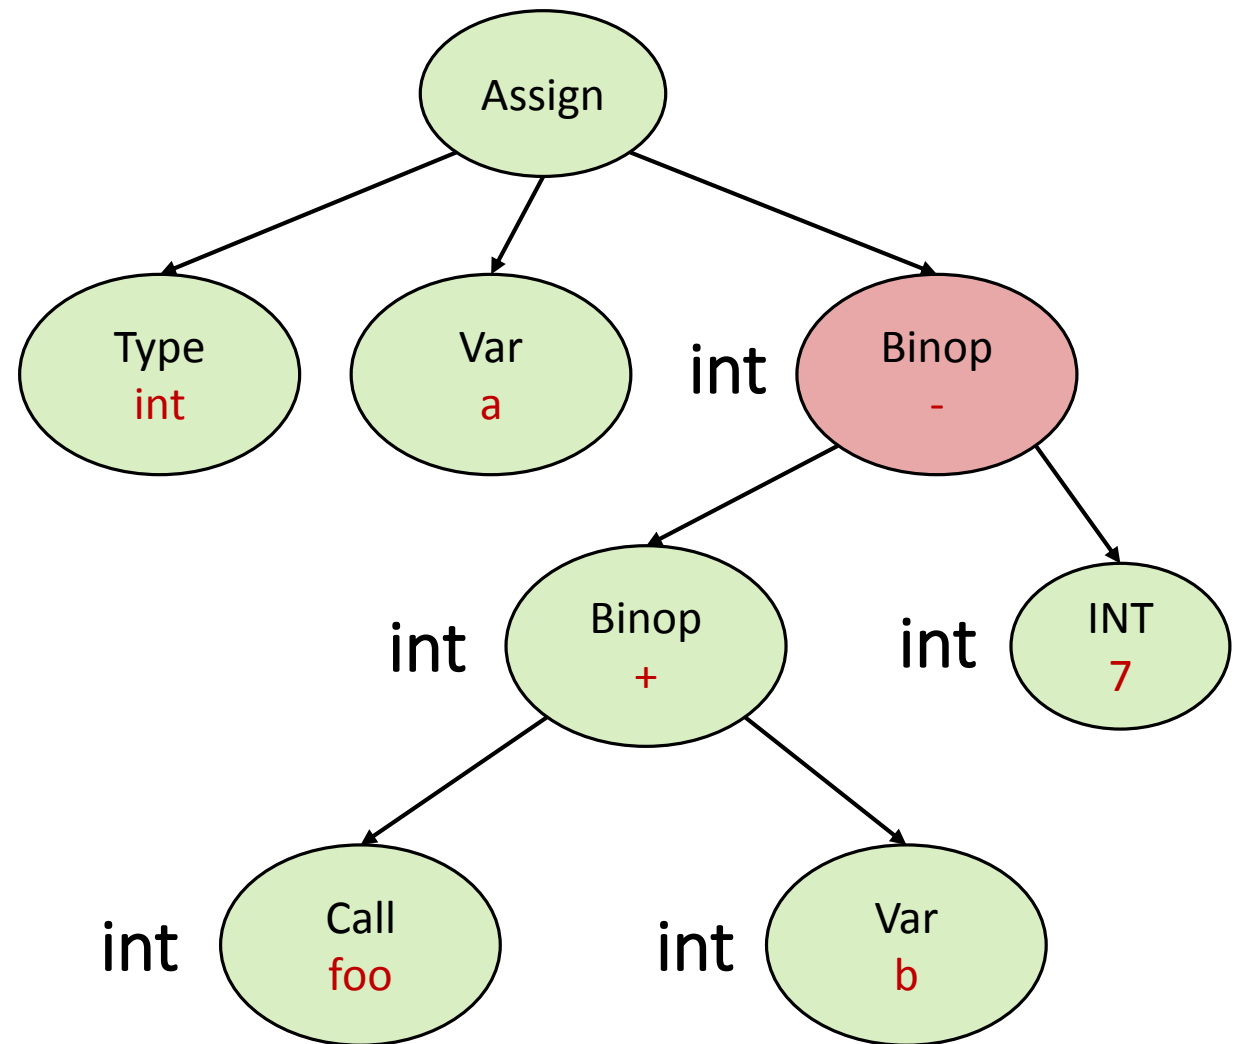 Assign
Type
int
Var
a
int
Binop
-
int
Binop
+
int
INT
7
int
Call
foo
int
Var
b